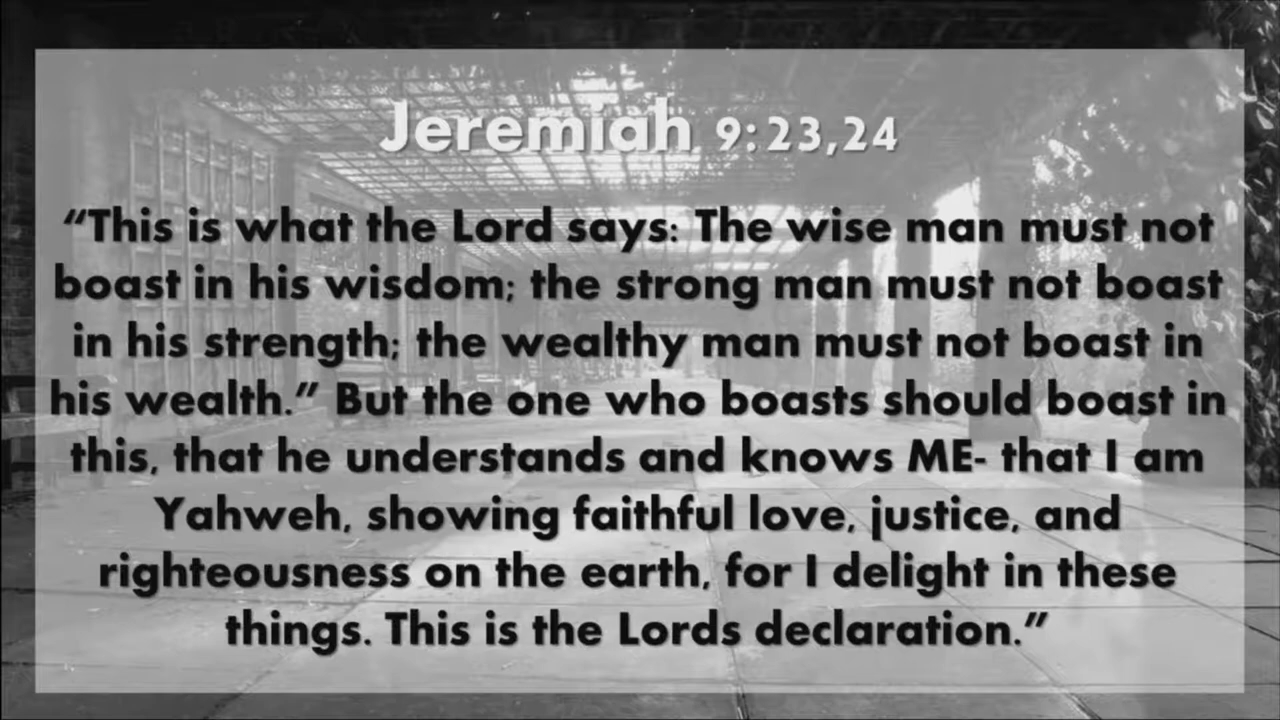 Jeremiah 9:23,24
“This is what the Lord says: The wise man must not
boast in his wisdom; the strong man must not boast
in his strength; the wealthy man must not boast in
his wealth.” But the one who boasts should boast in
this, that he understands and knows ME- that I am
Yahweh, showing faithful love, justice, and
righteousness on the earth, for I delight in these
things. This is the Lords declaration.”